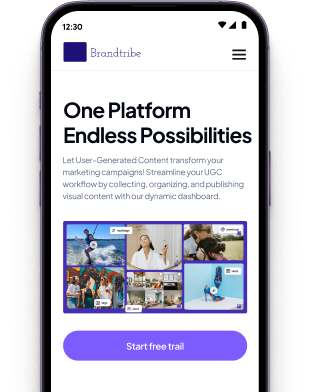 12:30
Brandtribe
One Platform
Endless Possibilities
Let User-Generated Content transform your
marketing campaigns! Streamline your UGC
workflow by collecting, organizing, and publishing
visual content with our dynamic dashboard.
Start free trail